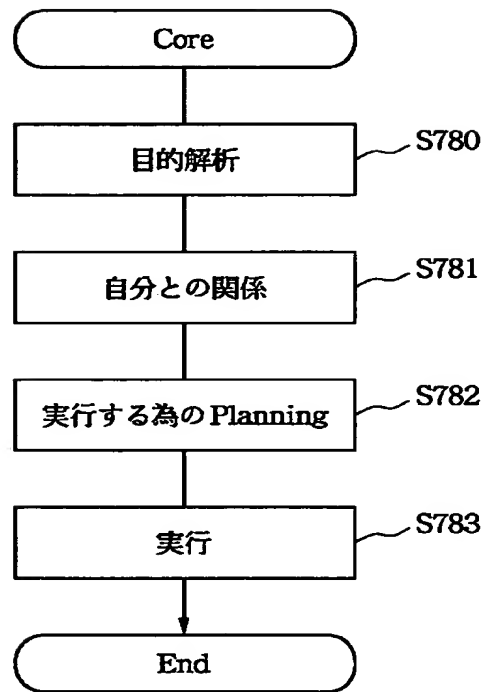 Core
目的解析
S780
自分との関係
S781
実行する為のPlanning
S782
実行
S783
End